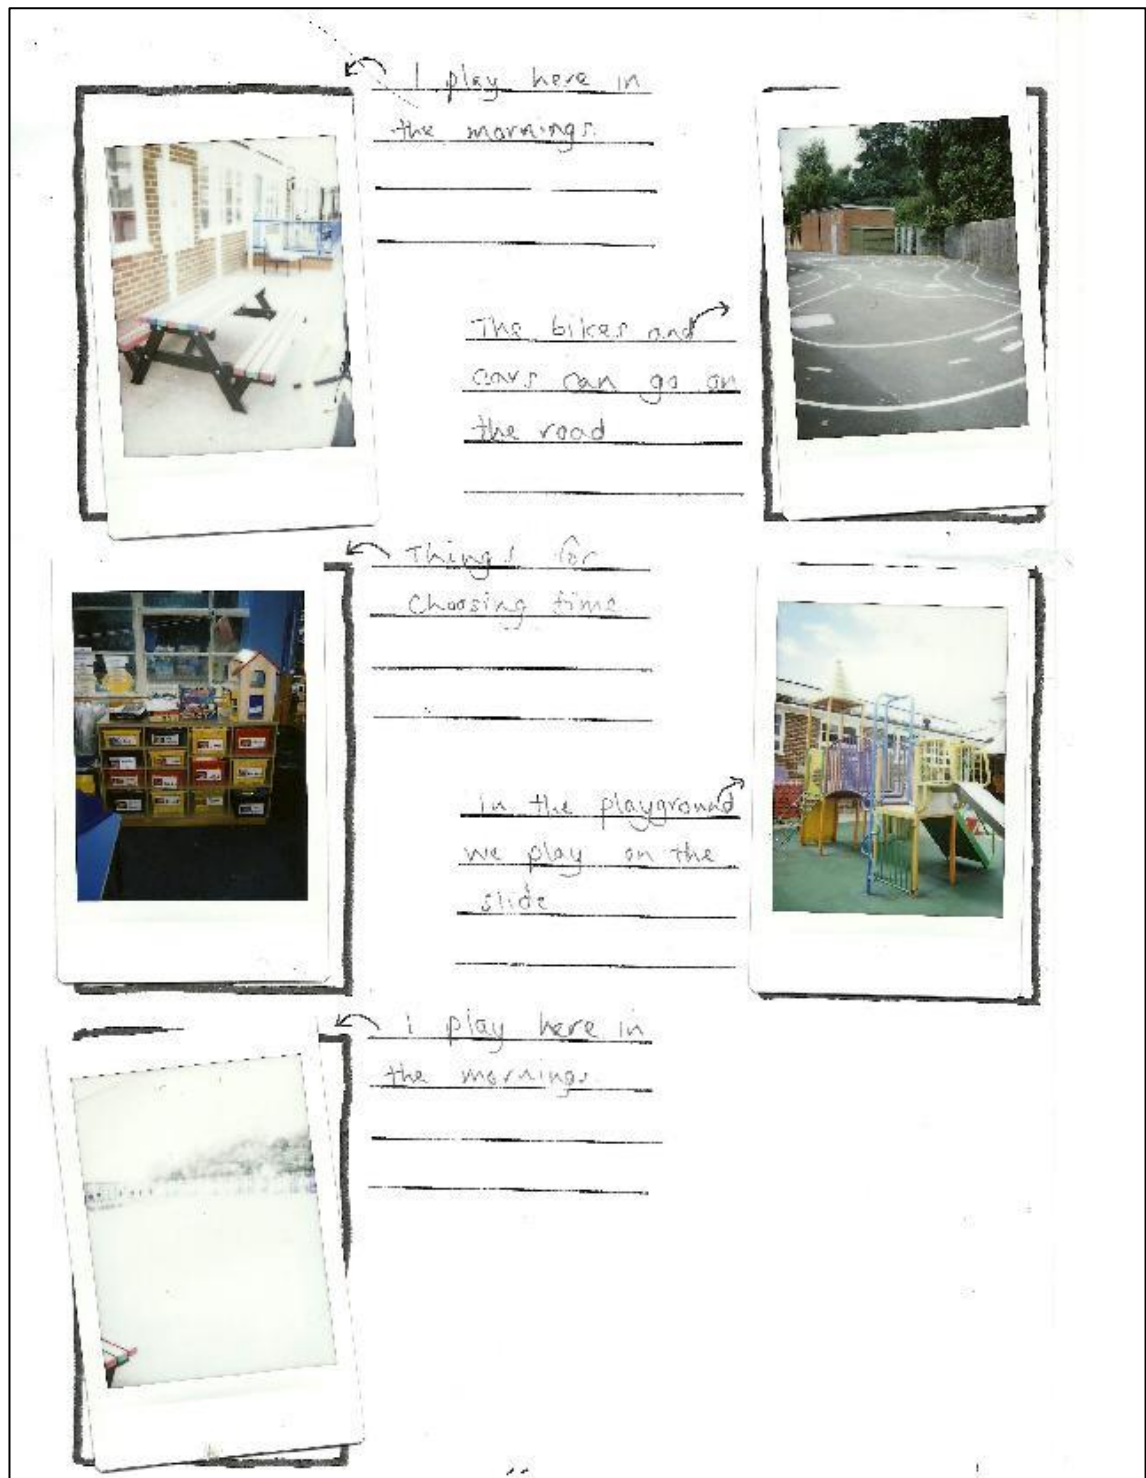 I play here in
the mornings.
The bikes and
cars can go on
the road
Things for
choosing time
in the playground
we play on the
slide
I play here in
the mornings.